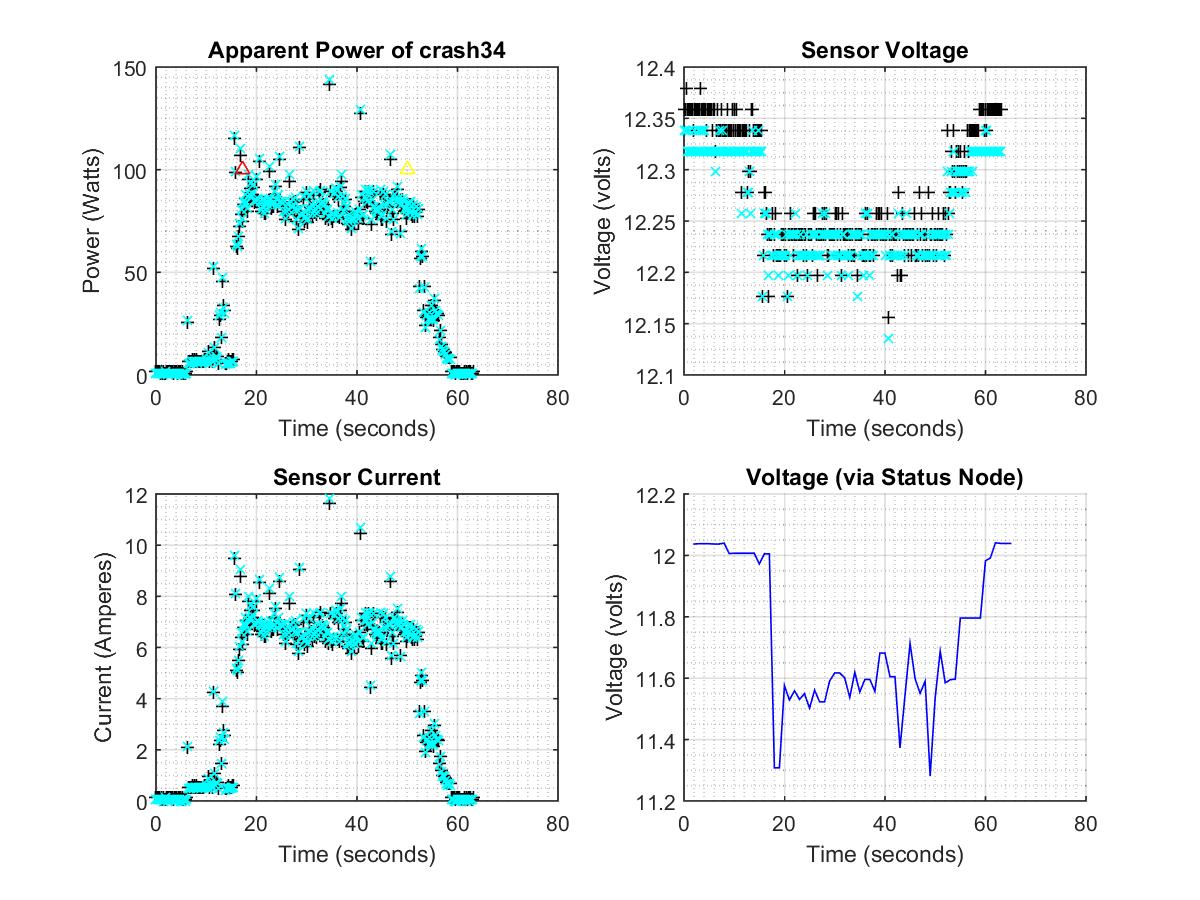 Apparent Power of crash34
150
100
50
0
Power (Watts)
0 20 40 60 80
Time (seconds)
Sensor Voltage
12.4
12.35
12.3
12.25
12.2
12.15
12.1
Voltage (volts)
0 20 40 60 80
Time (seconds)
Sensor Current
12
10
8
6
4
2
0
Current (Amperes)
0 20 40 60 80
Time (seconds)
Voltage (via Status Node)
12.2
12
11.8
11.6
11.4
11.2
Voltage (volts)
0 20 40 60 80
Time (seconds)